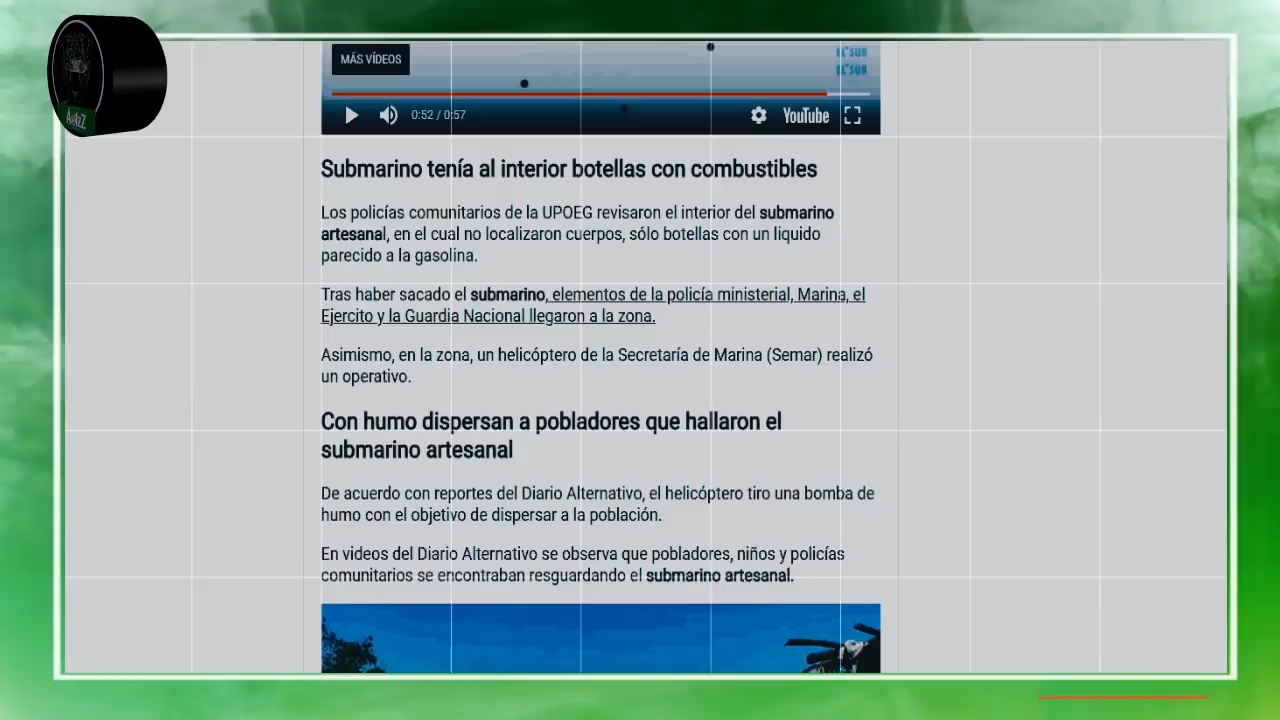 MÁS VÍDEOS
EL SUR
EL SUR
0:52 / 0:57
YouTube
Submarino tenía al interior botellas con combustibles
Los policías comunitarios de la UPOEG revisaron el interior del submarino
artesanal, en el cual no localizaron cuerpos, sólo botellas con un liquido
parecido a la gasolina.
Tras haber sacado el submarino, elementos de la policía ministerial, Marina, el
Ejercito y la Guardia Nacional llegaron a la zona.
Asimismo, en la zona, un helicóptero de la Secretaría de Marina (Semar) realizó
un operativo.
Con humo dispersan a pobladores que hallaron el
submarino artesanal
De acuerdo con reportes del Diario Alternativo, el helicóptero tiro una bomba de
humo con el objetivo de dispersar a la población.
En videos del Diario Alternativo se observa que pobladores, niños y policías
comunitarios se encontraban resguardando el submarino artesanal.